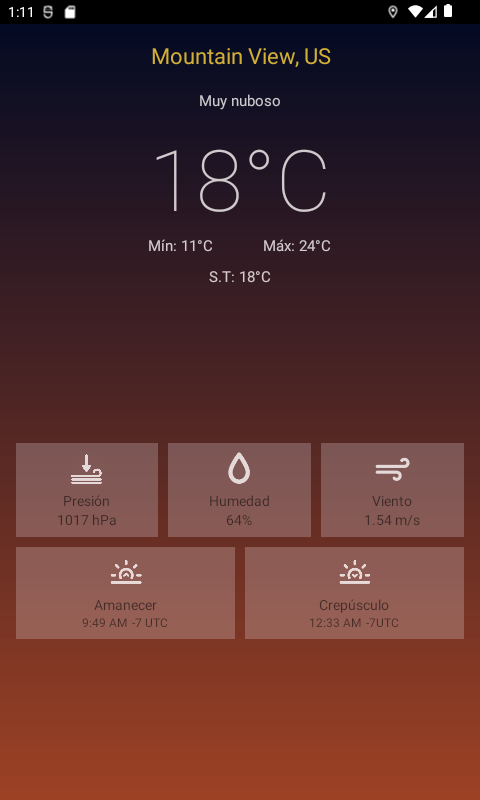 1:11
Mountain View, US
Muy nuboso
18°C
Mín: 11°C Máx: 24°C
S.T: 18°C
Presión
1017 hPa
Humedad
64%
Viento
1.54 m/s
Amanecer
9:49 AM -7 UTC
Crepúsculo
12:33 AM -7UTC